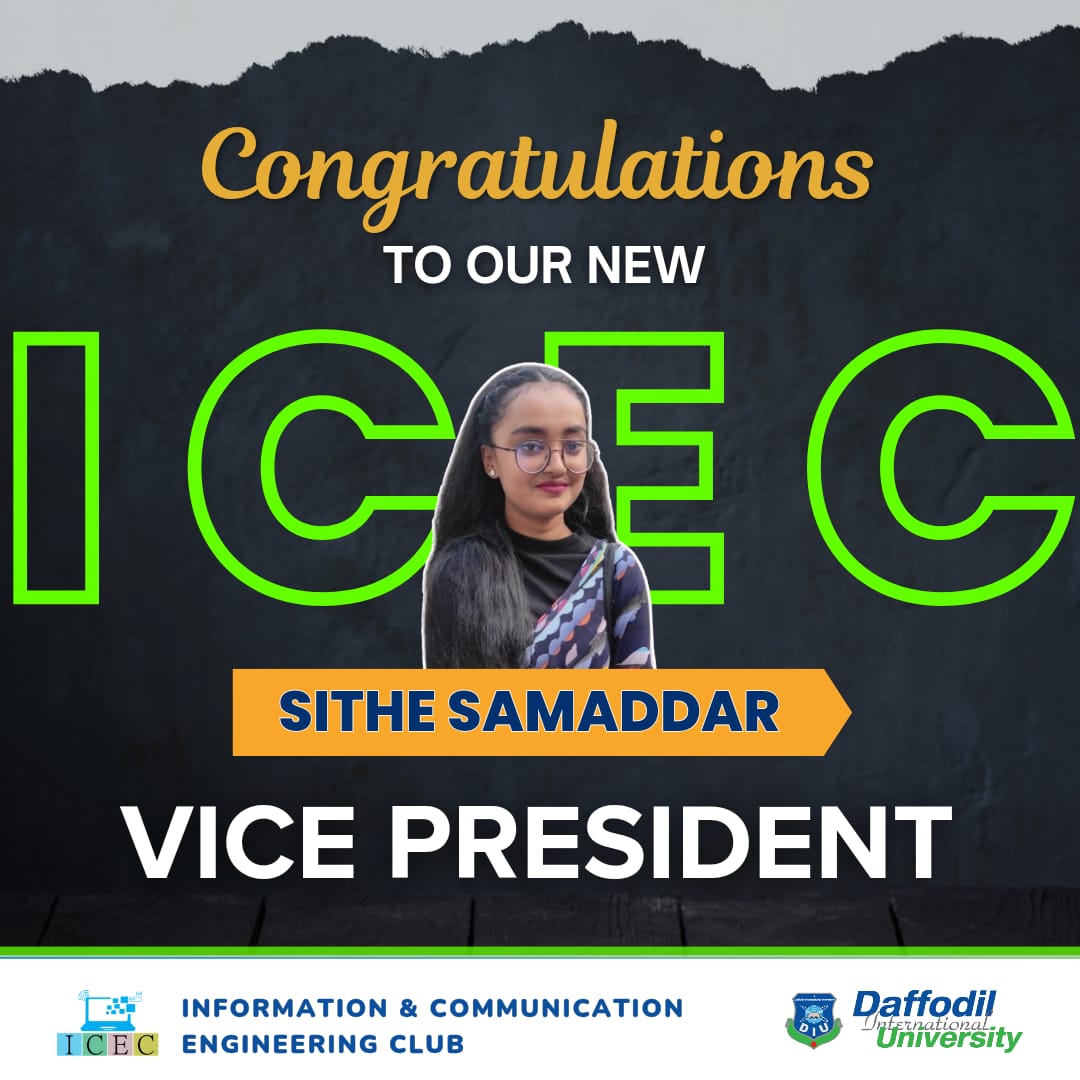 Congratulations
TO OUR NEW
ICEC
SITHE SAMADDAR
VICE PRESIDENT
ICEC
INFORMATION & COMMUNICATION
ENGINEERING CLUB
DIU
Daffodil
International
University